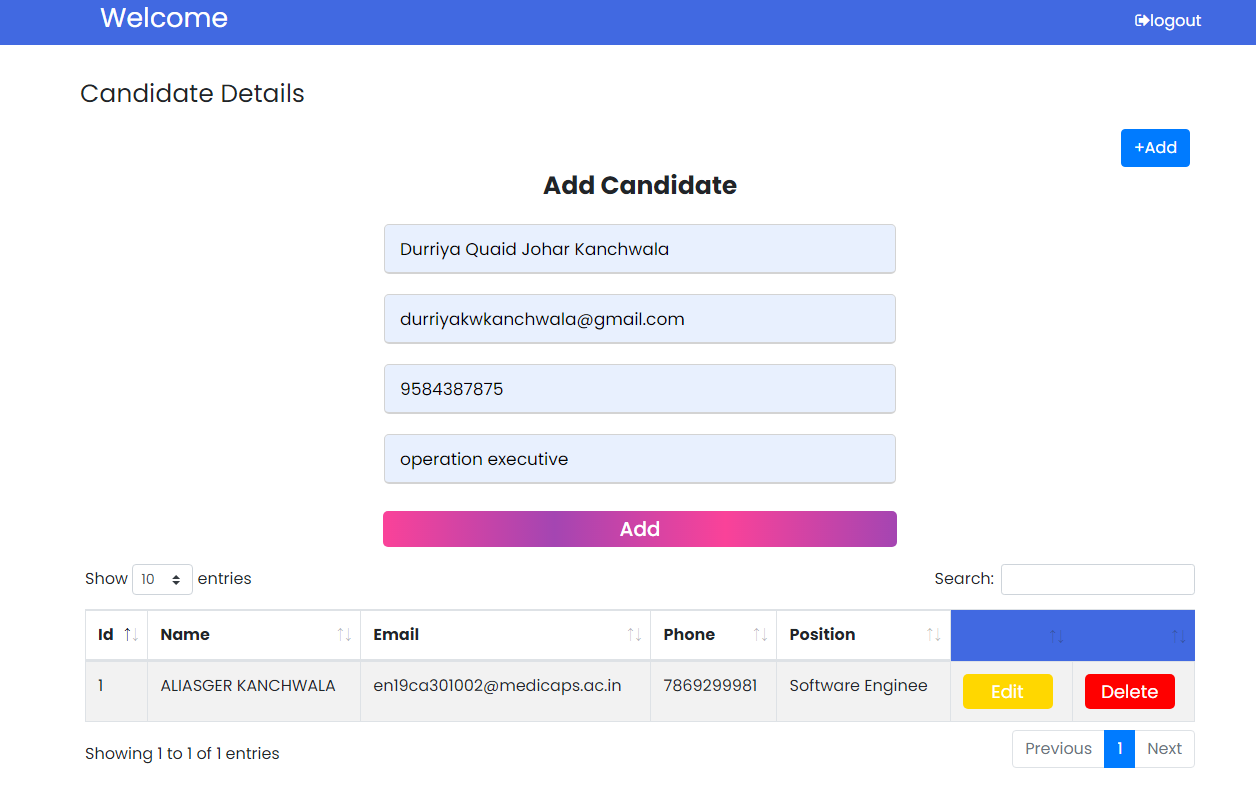 Welcome
logout
Candidate Details
+Add
Add Candidate
Durriya Quaid Johar Kanchwala
durriyakwkanchwala@gmail.com
9584387875
operation executive
Add
Show 10 entries
Search:
Id Name Email Phone Position
1 ALIASGER KANCHWALA en19ca301002@medicaps.ac.in 7869299981 Software Enginee Edit Delete
Showing 1 to 1 of 1 entries
Previous 1 Next